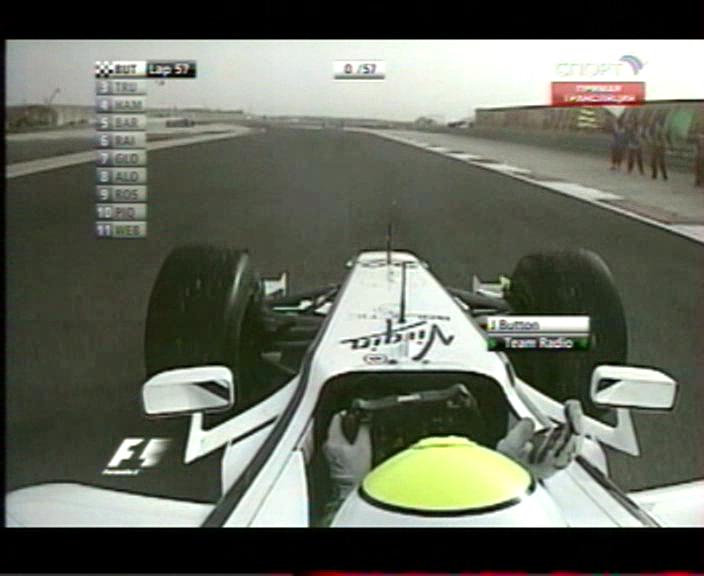 BUT Lap 57
3 TRU
4 HAM
5 BAR
6 RAI
7 GLO
8 ALO
9 ROS
10 PIQ
11 WEB
0 /57
СПОРТ
ПРЯМАЯ
ТРАНСЛЯЦИЯ
Virgin
J Button
Team Radio
F1